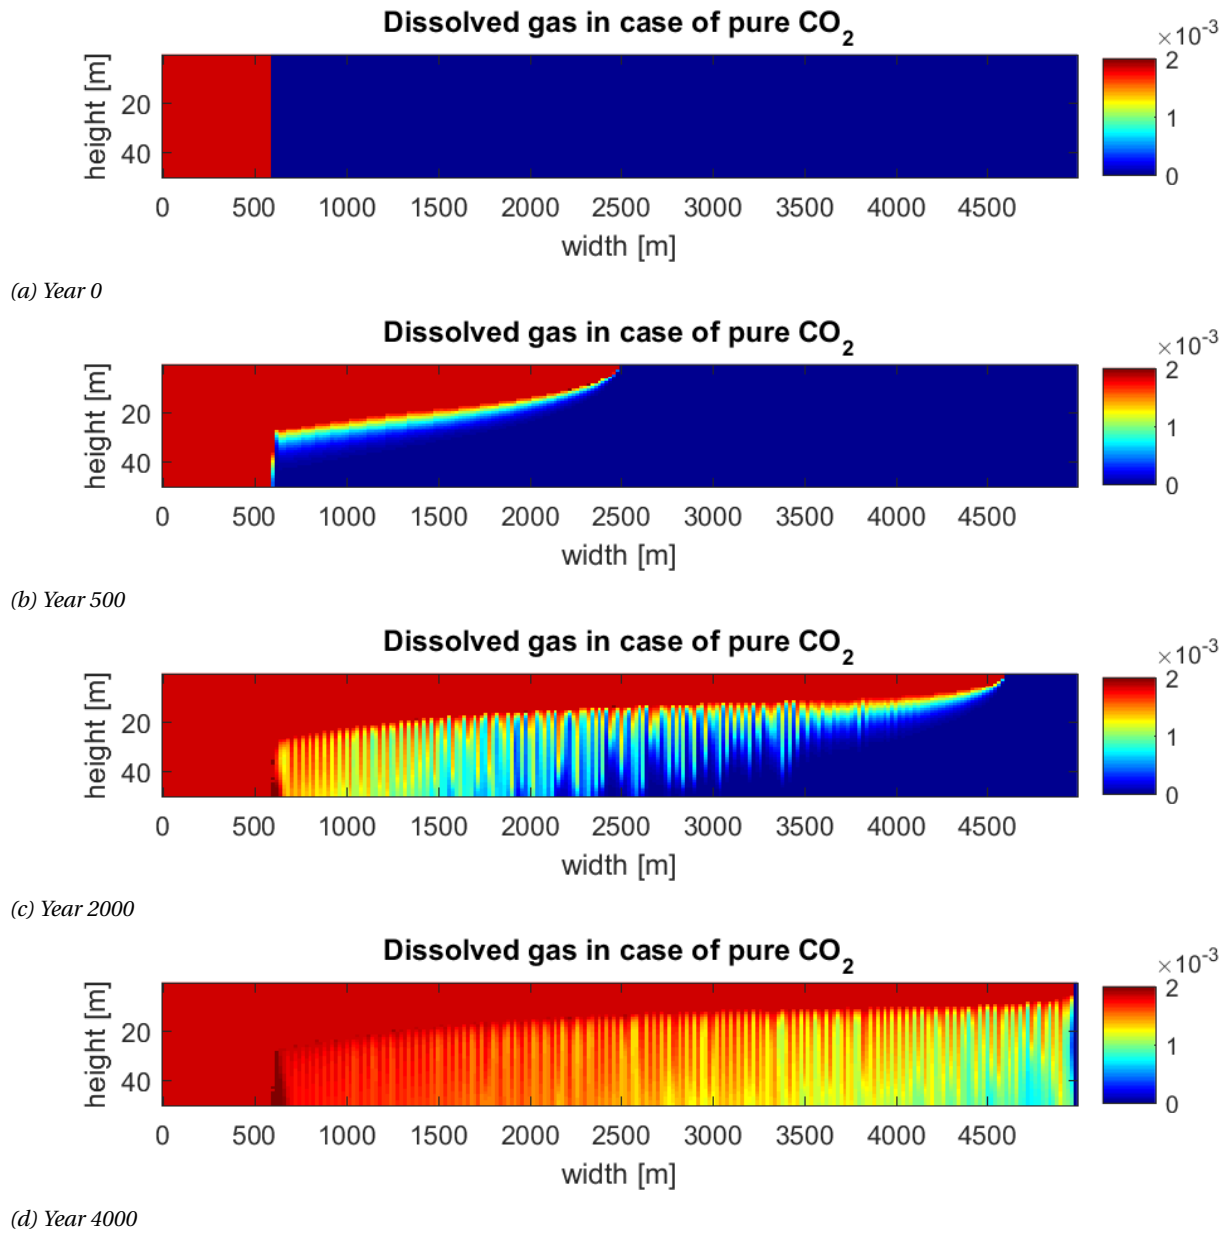 Dissolved gas in case of pure CO2
×10-3
height [m]
20
40
2
1
0
0 500 1000 1500 2000 2500 3000 3500 4000 4500
width [m]
(a) Year 0
Dissolved gas in case of pure CO2
×10-3
height [m]
20
40
2
1
0
0 500 1000 1500 2000 2500 3000 3500 4000 4500
width [m]
(b) Year 500
Dissolved gas in case of pure CO2
×10-3
height [m]
20
40
2
1
0
0 500 1000 1500 2000 2500 3000 3500 4000 4500
width [m]
(c) Year 2000
Dissolved gas in case of pure CO2
×10-3
height [m]
20
40
2
1
0
0 500 1000 1500 2000 2500 3000 3500 4000 4500
width [m]
(d) Year 4000